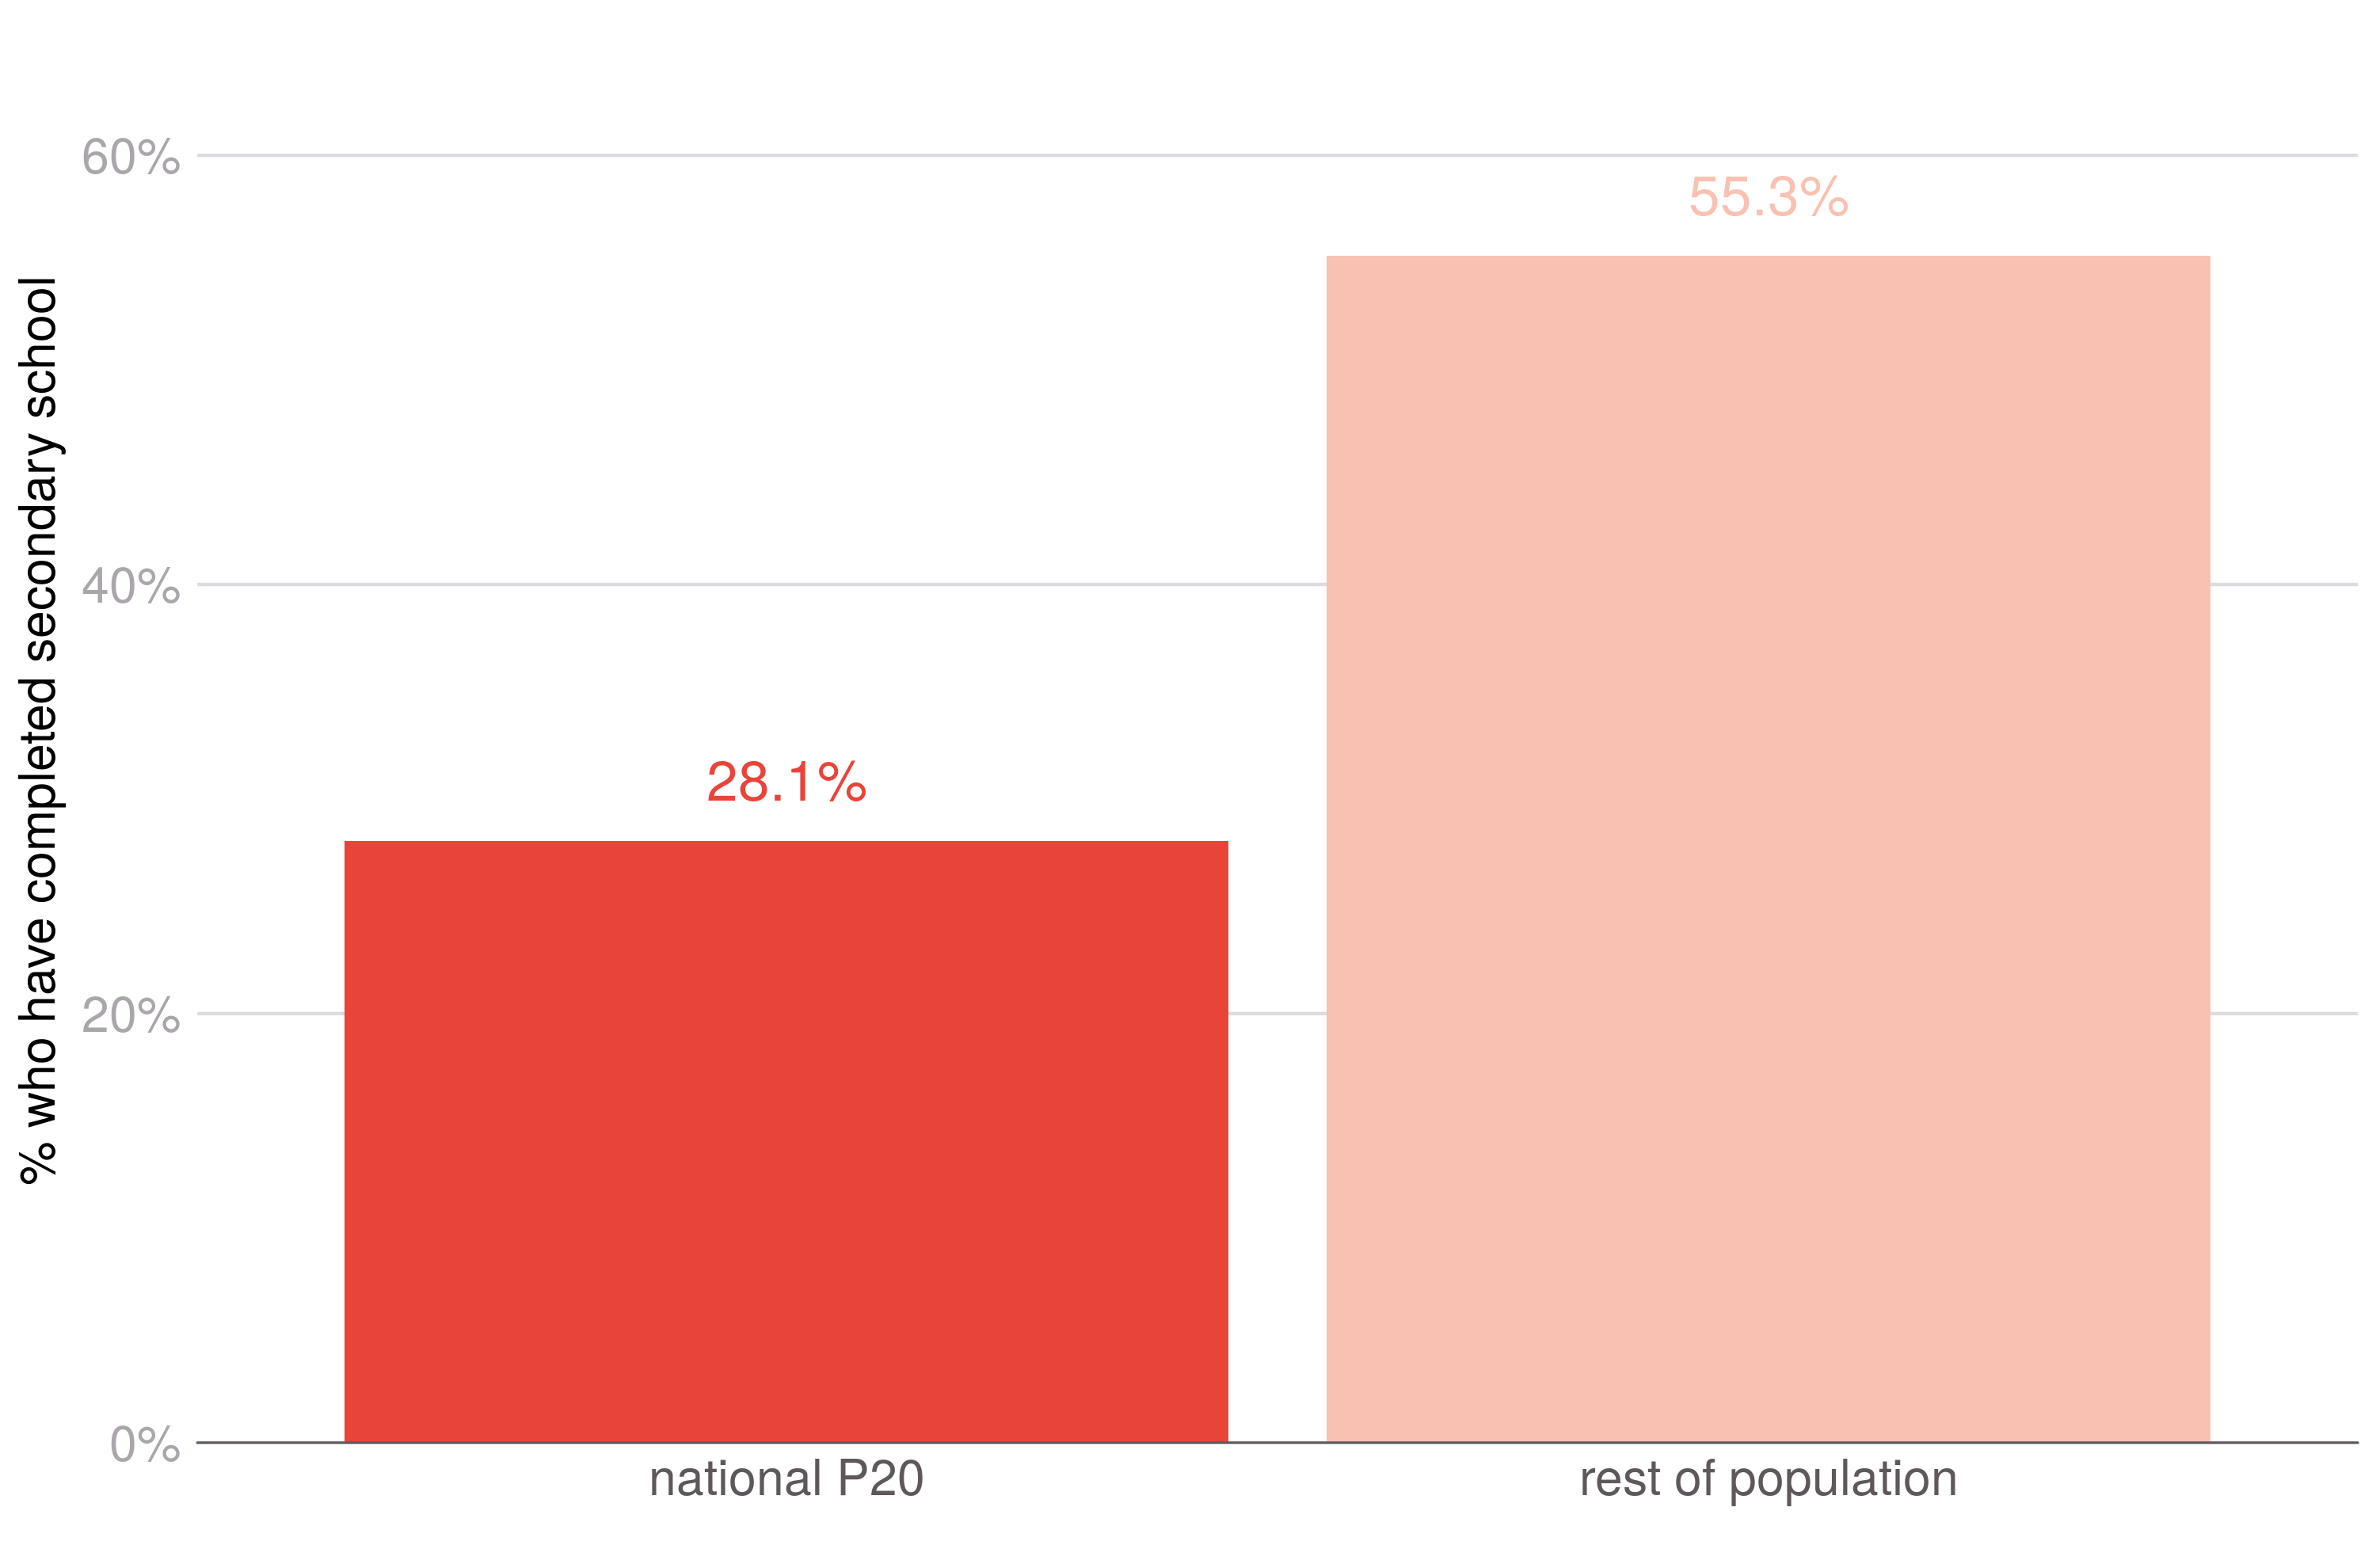 % who have completed secondary school
60%
40%
20%
0%
28.1%
55.3%
national P20
rest of population